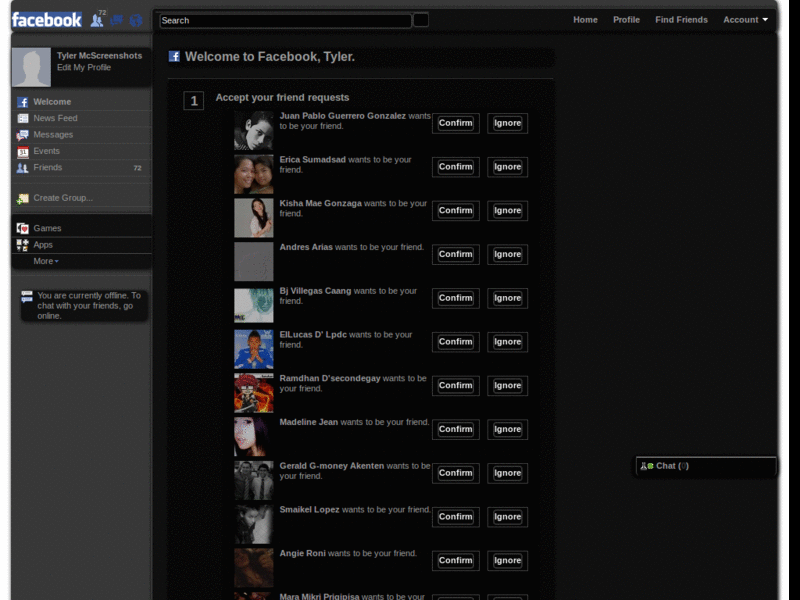 facebook
72
Search
Home Profile Find Friends Account
Tyler McScreenshots
Edit My Profile
Welcome
News Feed
Messages
Events
31
Friends 72
Create Group...
Games
Apps
More
You are currently offline. To
chat with your friends, go
online.
Welcome to Facebook, Tyler.
1 Accept your friend requests
Juan Pablo Guerrero Gonzalez wants
to be your friend.
Confirm Ignore
Erica Sumadsad wants to be your
friend.
Confirm Ignore
Kisha Mae Gonzaga wants to be your
friend.
Confirm Ignore
Andres Arias wants to be your friend.
Confirm Ignore
Bj Villegas Caang wants to be your
friend.
Confirm Ignore
ElLucas D' Lpdc wants to be your
friend.
Confirm Ignore
Ramdhan D'secondegay wants to be
your friend.
Confirm Ignore
Madeline Jean wants to be your friend.
Confirm Ignore
Gerald G-money Akenten wants to be
your friend.
Confirm Ignore
Smaikel Lopez wants to be your friend.
Confirm Ignore
Angie Roni wants to be your friend.
Confirm Ignore
Mara Mikri Prigipisa wants to be your
Confirm Ignore
Chat (0)